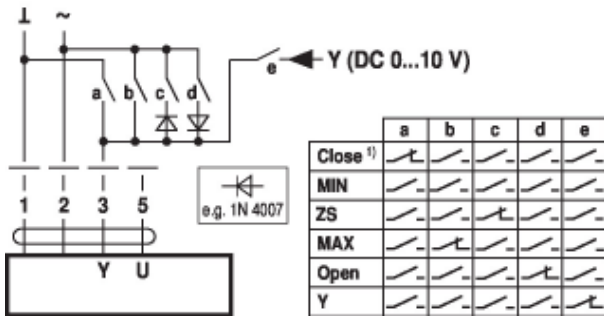 ⊥ ~
a b c d e Y (DC 0...10 V)
1 2 3 5
e.g. 1N 4007
Y U
a b c d e
Close 1)
MIN
ZS
MAX
Open
Y